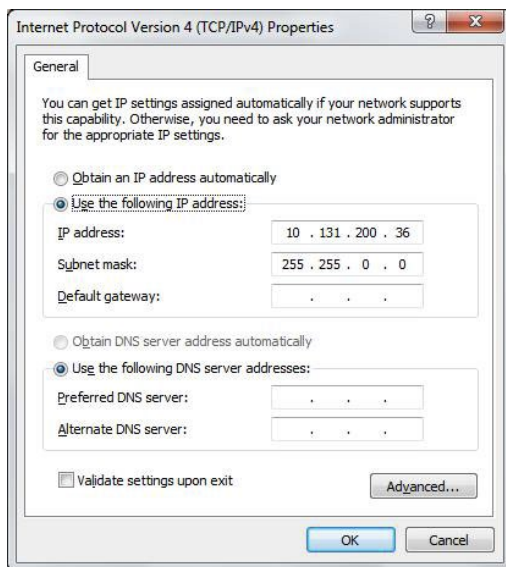 Internet Protocol Version 4 (TCP/IPv4) Properties
?
X
General
You can get IP settings assigned automatically if your network supports
this capability. Otherwise, you need to ask your network administrator
for the appropriate IP settings.
Obtain an IP address automatically
Use the following IP address:
IP address: 10 . 131 . 200 . 36
Subnet mask: 255 . 255 . 0 . 0
Default gateway: . . .
Obtain DNS server address automatically
Use the following DNS server addresses:
Preferred DNS server: . . .
Alternate DNS server: . . .
Validate settings upon exit
Advanced...
OK Cancel